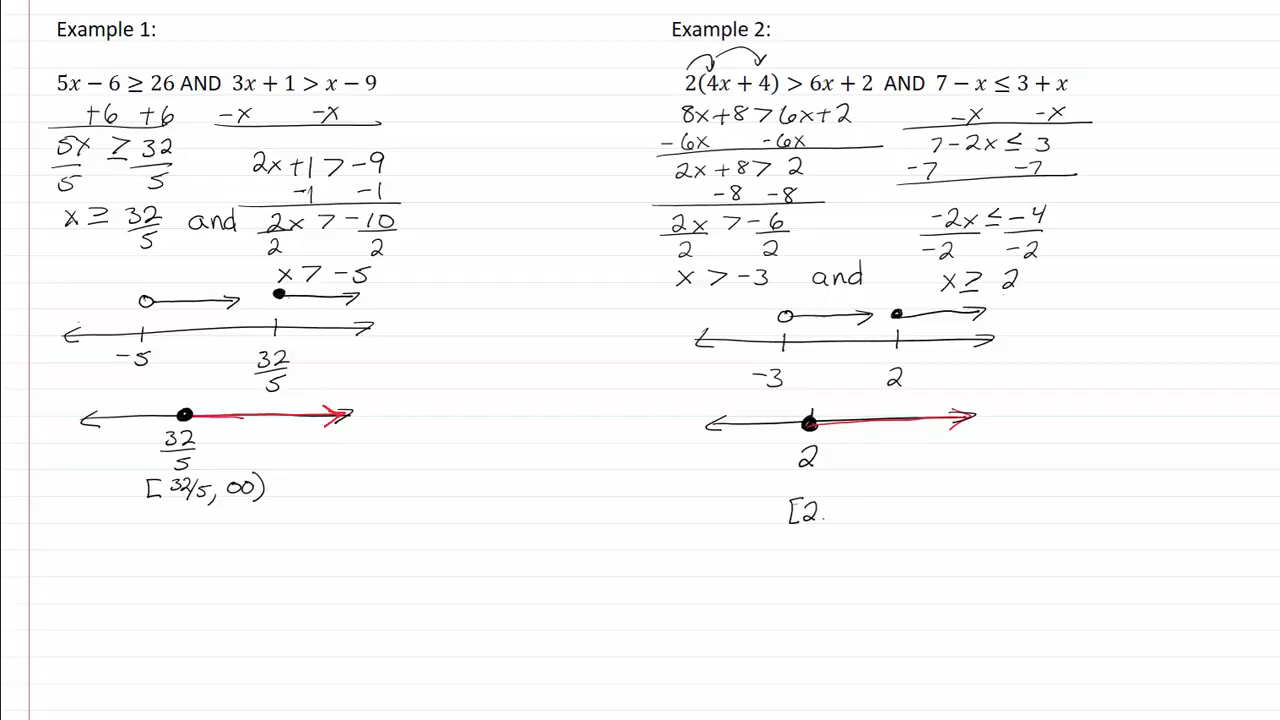 Example 1:
5x − 6 ≥ 26 AND 3x + 1 > x − 9
+6 +6 −x −x
5x ≥ 32
5 5
2x+1 > −9
−1 −1
x ≥ 32/5 and 2x > −10
2 2
x > −5
−5 32/5
32/5
[32/5, ∞)
Example 2:
2(4x + 4) > 6x + 2 AND 7 − x ≤ 3 + x
8x+8 > 6x+2 −x −x
−6x −6x 7−2x ≤ 3
2x+8 > 2 −7 −7
−8 −8
2x > −6 −2x ≤ −4
2 2 −2 −2
x > −3 and x ≥ 2
−3 2
2
[2.